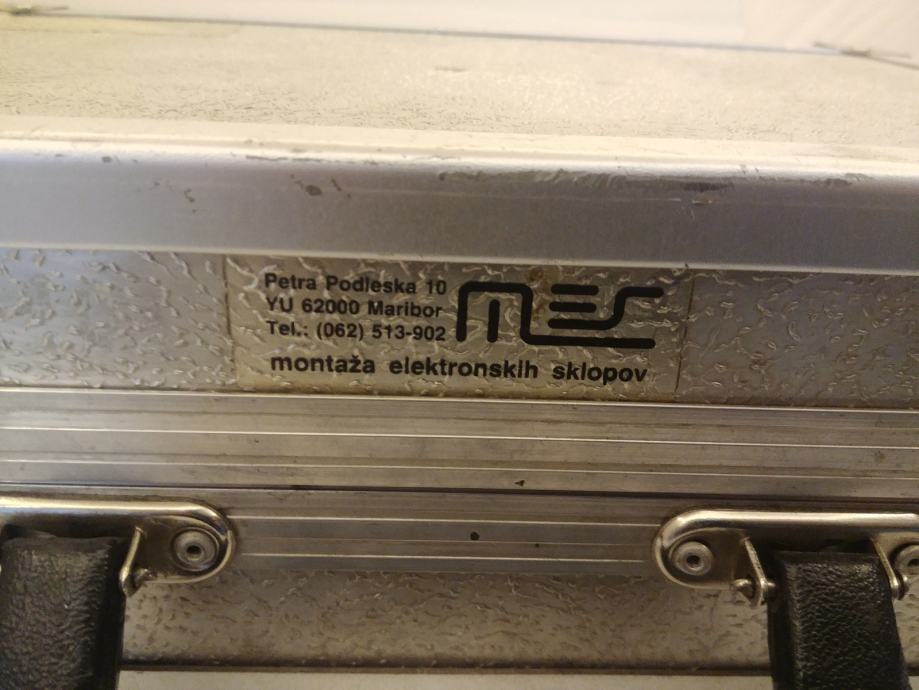 Petra Podleska 10
YU 62000 Maribor
Tel.: (062) 513-902
mes
montaža elektronskih sklopov